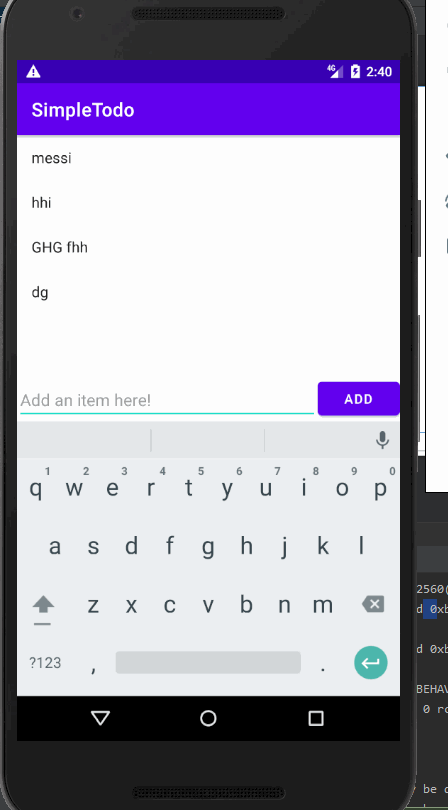 4G 2:40
SimpleTodo
messi
hhi
GHG fhh
dg
Add an item here! ADD
1 2 3 4 5 6 7 8 9 0
q w e r t y u i o p
a s d f g h j k l
z x c v b n m
?123 , .
2560(
d 0xb
d 0xb
BEHAV
0 ro
be